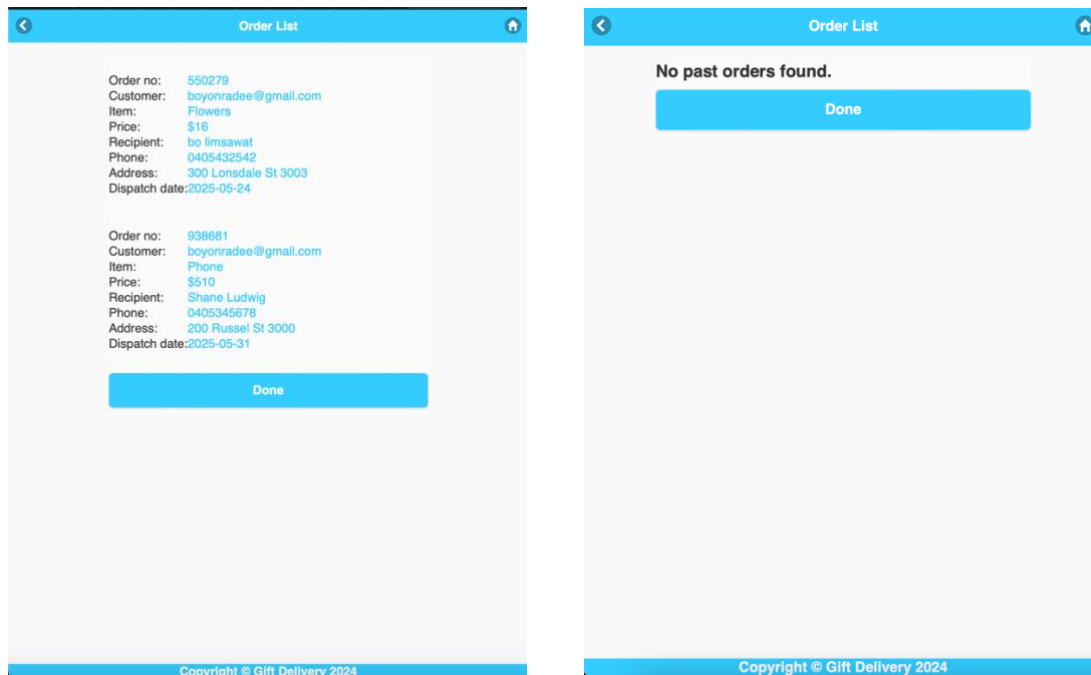 Order List
Order no: 550279
Customer: boyonradee@gmail.com
Item: Flowers
Price: $16
Recipient: bo limsawat
Phone: 0405432542
Address: 300 Lonsdale St 3003
Dispatch date:2025-05-24
Order no: 938681
Customer: boyonradee@gmail.com
Item: Phone
Price: $510
Recipient: Shane Ludwig
Phone: 0405345678
Address: 200 Russel St 3000
Dispatch date:2025-05-31
Done
Copyright © Gift Delivery 2024
Order List
No past orders found.
Done
Copyright © Gift Delivery 2024